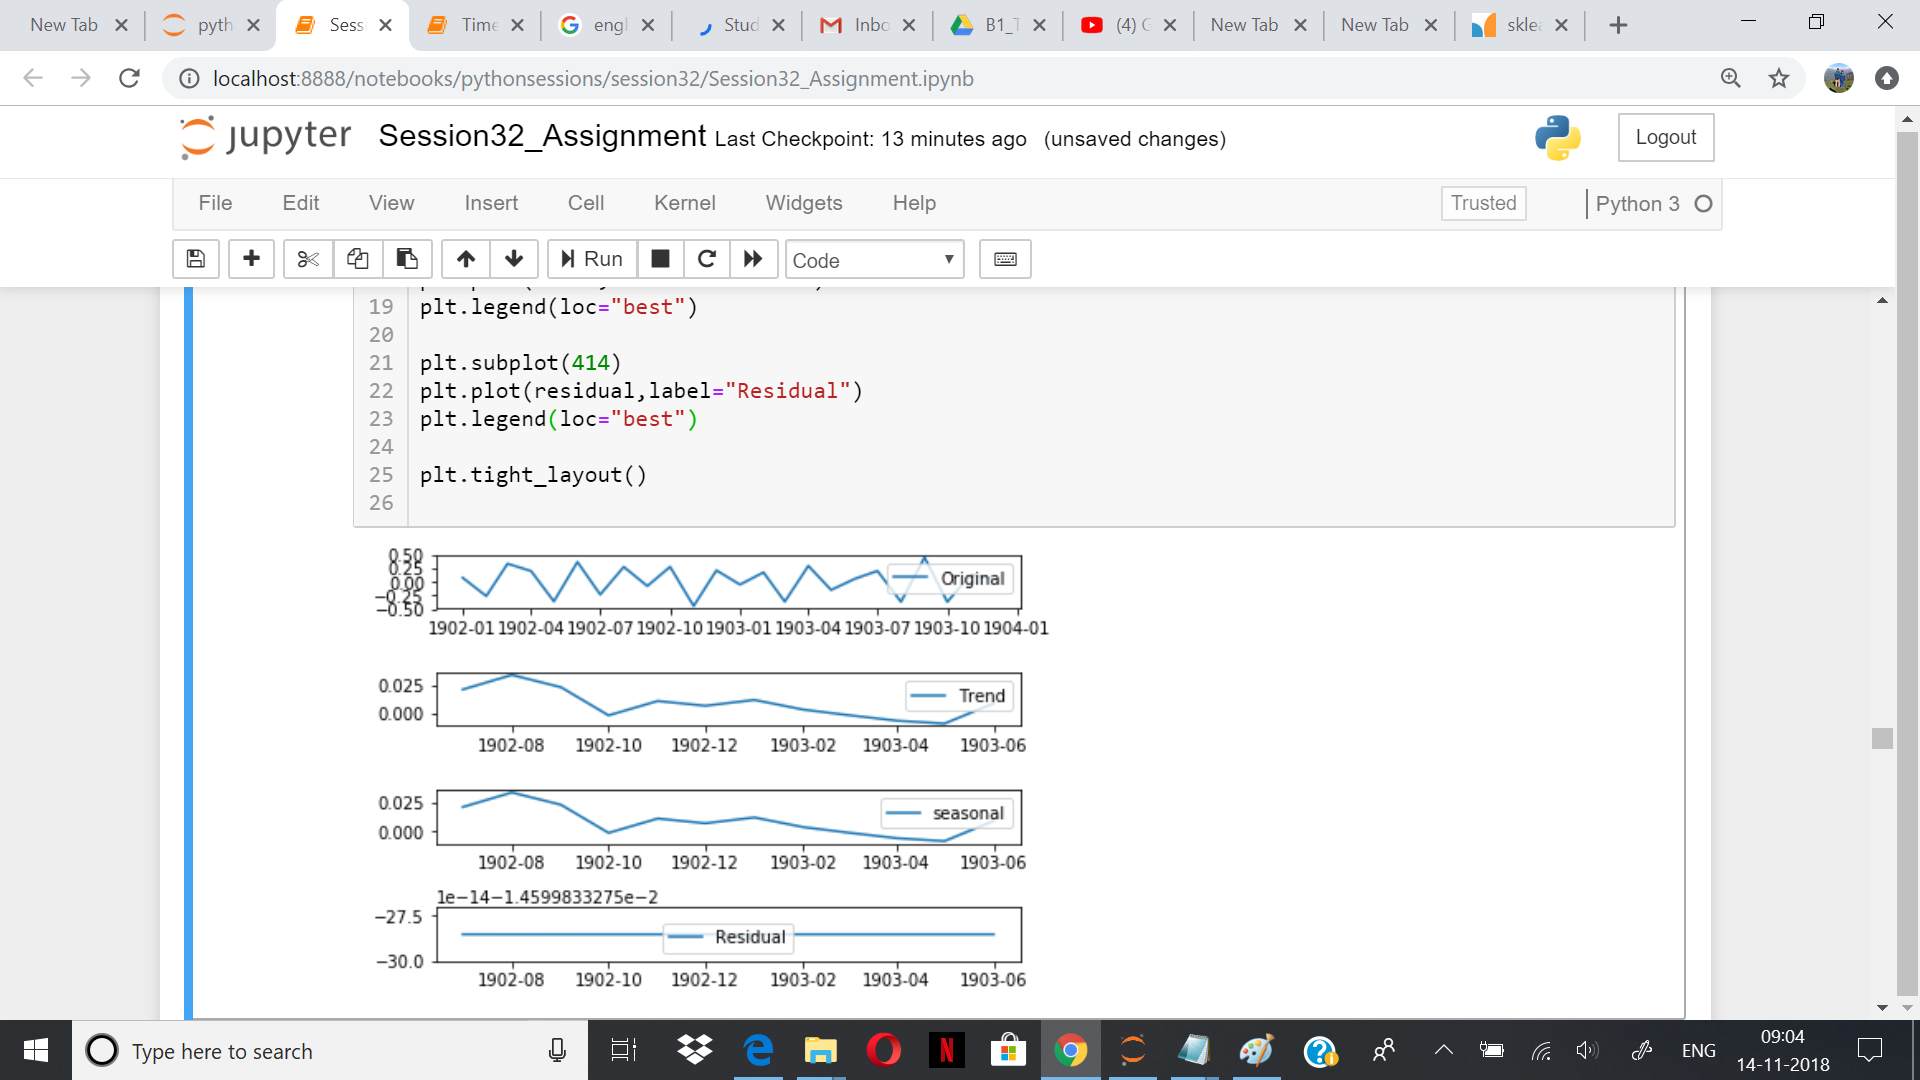 New Tab
pyth
Sess
Time
engl
Stud
Inbo
B1_T
(4) G
New Tab
New Tab
sklea
localhost:8888/notebooks/pythonsessions/session32/Session32_Assignment.ipynb
jupyter Session32_Assignment Last Checkpoint: 13 minutes ago (unsaved changes)
Logout
File Edit View Insert Cell Kernel Widgets Help
Trusted
Python 3
Run
Code
19 plt.legend(loc="best")
20
21 plt.subplot(414)
22 plt.plot(residual,label="Residual")
23 plt.legend(loc="best")
24
25 plt.tight_layout()
26
0.50
0.25
0.00
−0.25
−0.50
Original
1902-01 1902-04 1902-07 1902-10 1903-01 1903-04 1903-07 1903-10 1904-01
0.025
0.000
Trend
1902-08 1902-10 1902-12 1903-02 1903-04 1903-06
0.025
0.000
seasonal
1902-08 1902-10 1902-12 1903-02 1903-04 1903-06
1e−14−1.4599833275e−2
−27.5
−30.0
Residual
1902-08 1902-10 1902-12 1903-02 1903-04 1903-06
Type here to search
ENG
09:04
14-11-2018